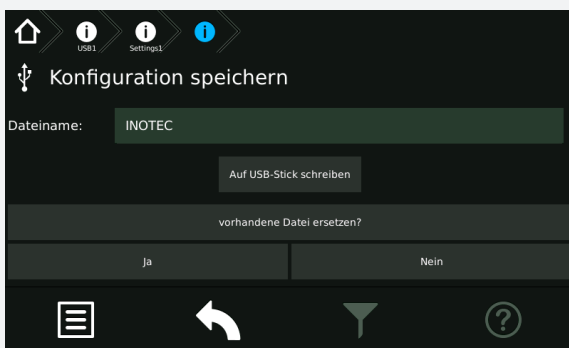 USB1
Settings1
Konfiguration speichern
Dateiname: INOTEC
Auf USB-Stick schreiben
vorhandene Datei ersetzen?
Ja Nein